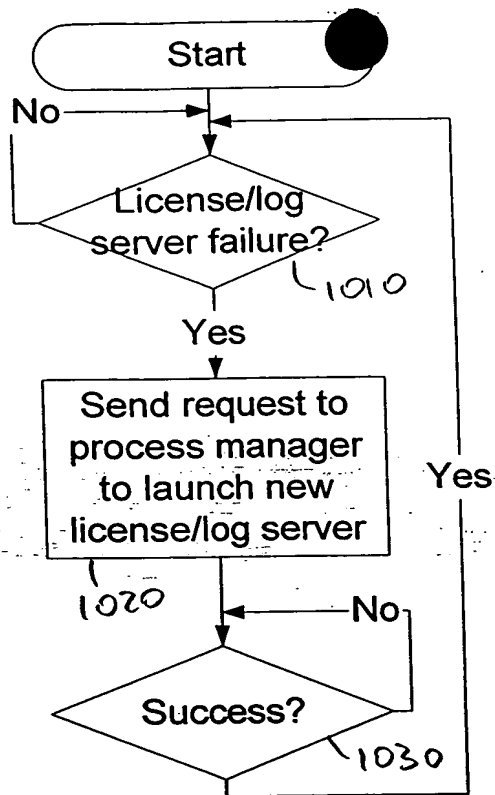 Start
No
License/log
server failure?
1010
Yes
Send request to
process manager
to launch new
license/log server
Yes
1020
No
Success?
1030